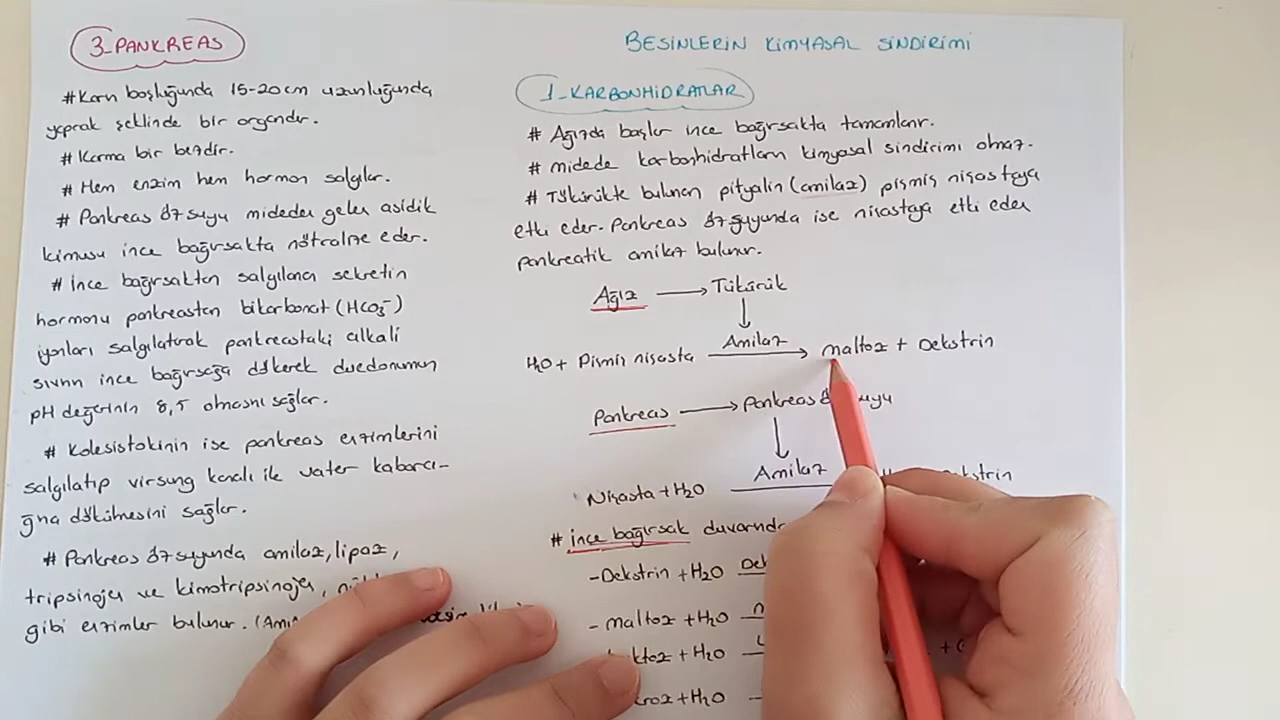 3-PANKREAS
#Karın boşluğunda 15-20cm uzunluğunda
yaprak şeklinde bir organdır.
#Karma bir bezdir.
#Hem enzim hem hormon salgılar.
#Pankreas öz suyu mideden gelen asidik
kimusu ince bağırsakta nötralize eder.
#İnce bağırsaktan salgılanan sekretin
hormonu pankreastan bikarbonat (HCO3-)
iyonları salgılatarak pankreastaki alkali
sıvının ince bağırsağa dökerek duedonumun
pH değerinin 8,5 olmasını sağlar.
#Kolesistokinin ise pankreas enzimlerini
salgılatıp virsung kanalı ile vater kabarcı-
ğına dökülmesini sağlar.
#Pankreas öz suyunda amilaz, lipaz,
tripsinojen ve kimotripsinojen,
gibi enzimler bulunur.
BESİNLERİN KİMYASAL SİNDİRİMİ
1-KARBONHİDRATLAR
#Ağızda başlar ince bağırsakta tamamlanır.
#midede karbonhidratların kimyasal sindirimi olmaz.
#Tükürükte bulunan pityalin (amilaz) pişmiş nişastaya
etki eder. Pankreas öz suyunda ise nişastaya etki eden
pankreatik amilaz bulunur.
Ağız → Tükürük
↓
H2O + Pişmiş nişasta Amilaz → maltoz + Dekstrin
Pankreas → Pankreas
↓
Nişasta + H2O Amilaz
#İnce bağırsak
-Dekstrin + H2O
-maltoz + H2O
+ H2O
+ H2O